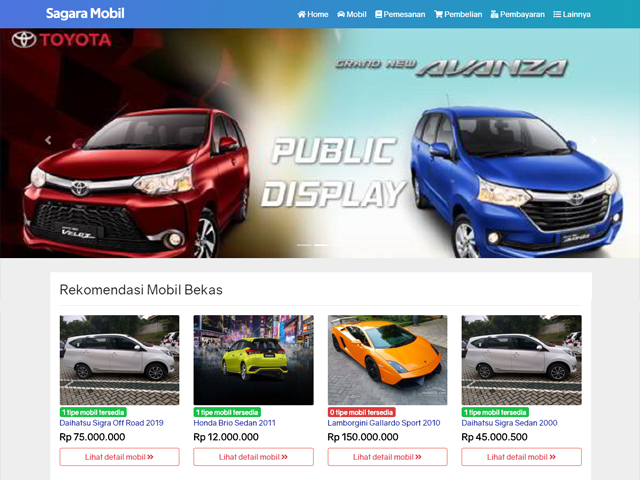 Sagara Mobil
Home
Mobil
Pemesanan
Pembelian
Pembayaran
Lainnya
TOYOTA
GRAND NEW AVANZA
PUBLIC
DISPLAY
VELOZ
Rekomendasi Mobil Bekas
1 tipe mobil tersedia
Daihatsu Sigra Off Road 2019
Rp 75.000.000
Lihat detail mobil »
1 tipe mobil tersedia
Honda Brio Sedan 2011
Rp 12.000.000
Lihat detail mobil »
0 tipe mobil tersedia
Lamborgini Gallardo Sport 2010
Rp 150.000.000
Lihat detail mobil »
1 tipe mobil tersedia
Daihatsu Sigra Sedan 2000
Rp 45.000.500
Lihat detail mobil »